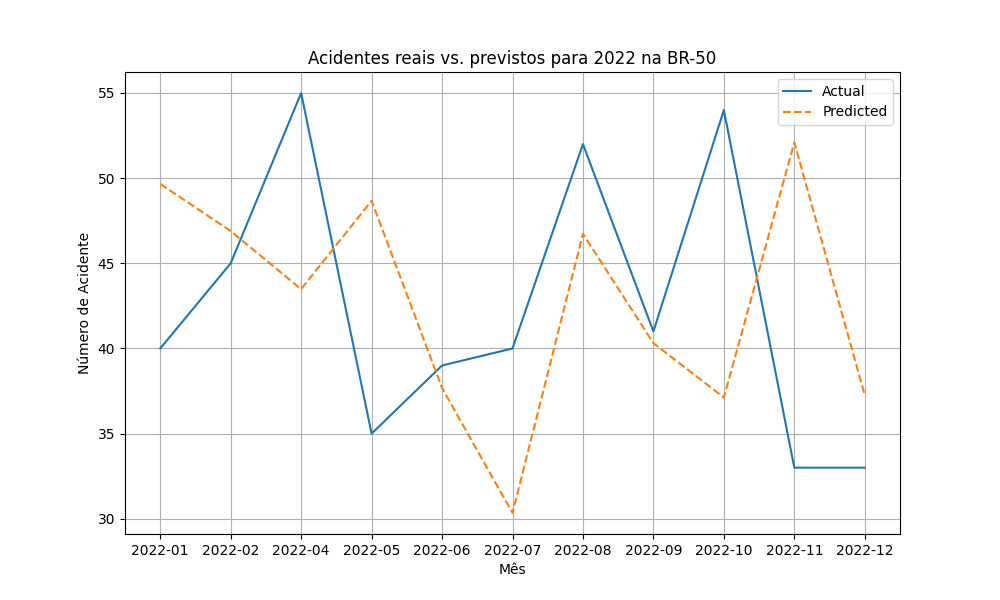 Acidentes reais vs. previstos para 2022 na BR-50
Actual
Predicted
Número de Acidente
55
50
45
40
35
30
2022-01 2022-02 2022-04 2022-05 2022-06 2022-07 2022-08 2022-09 2022-10 2022-11 2022-12
Mês